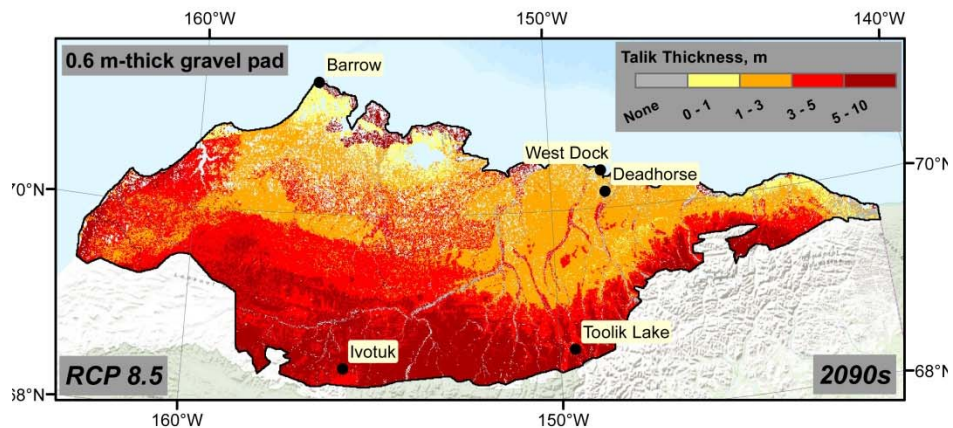 160°W
150°W
140°W
0.6 m-thick gravel pad
Talik Thickness, m
None
0 - 1
1 - 3
3 - 5
5 - 10
Barrow
West Dock
Deadhorse
70°N
70°N
Toolik Lake
Ivotuk
RCP 8.5
2090s
68°N
68°N
160°W
150°W